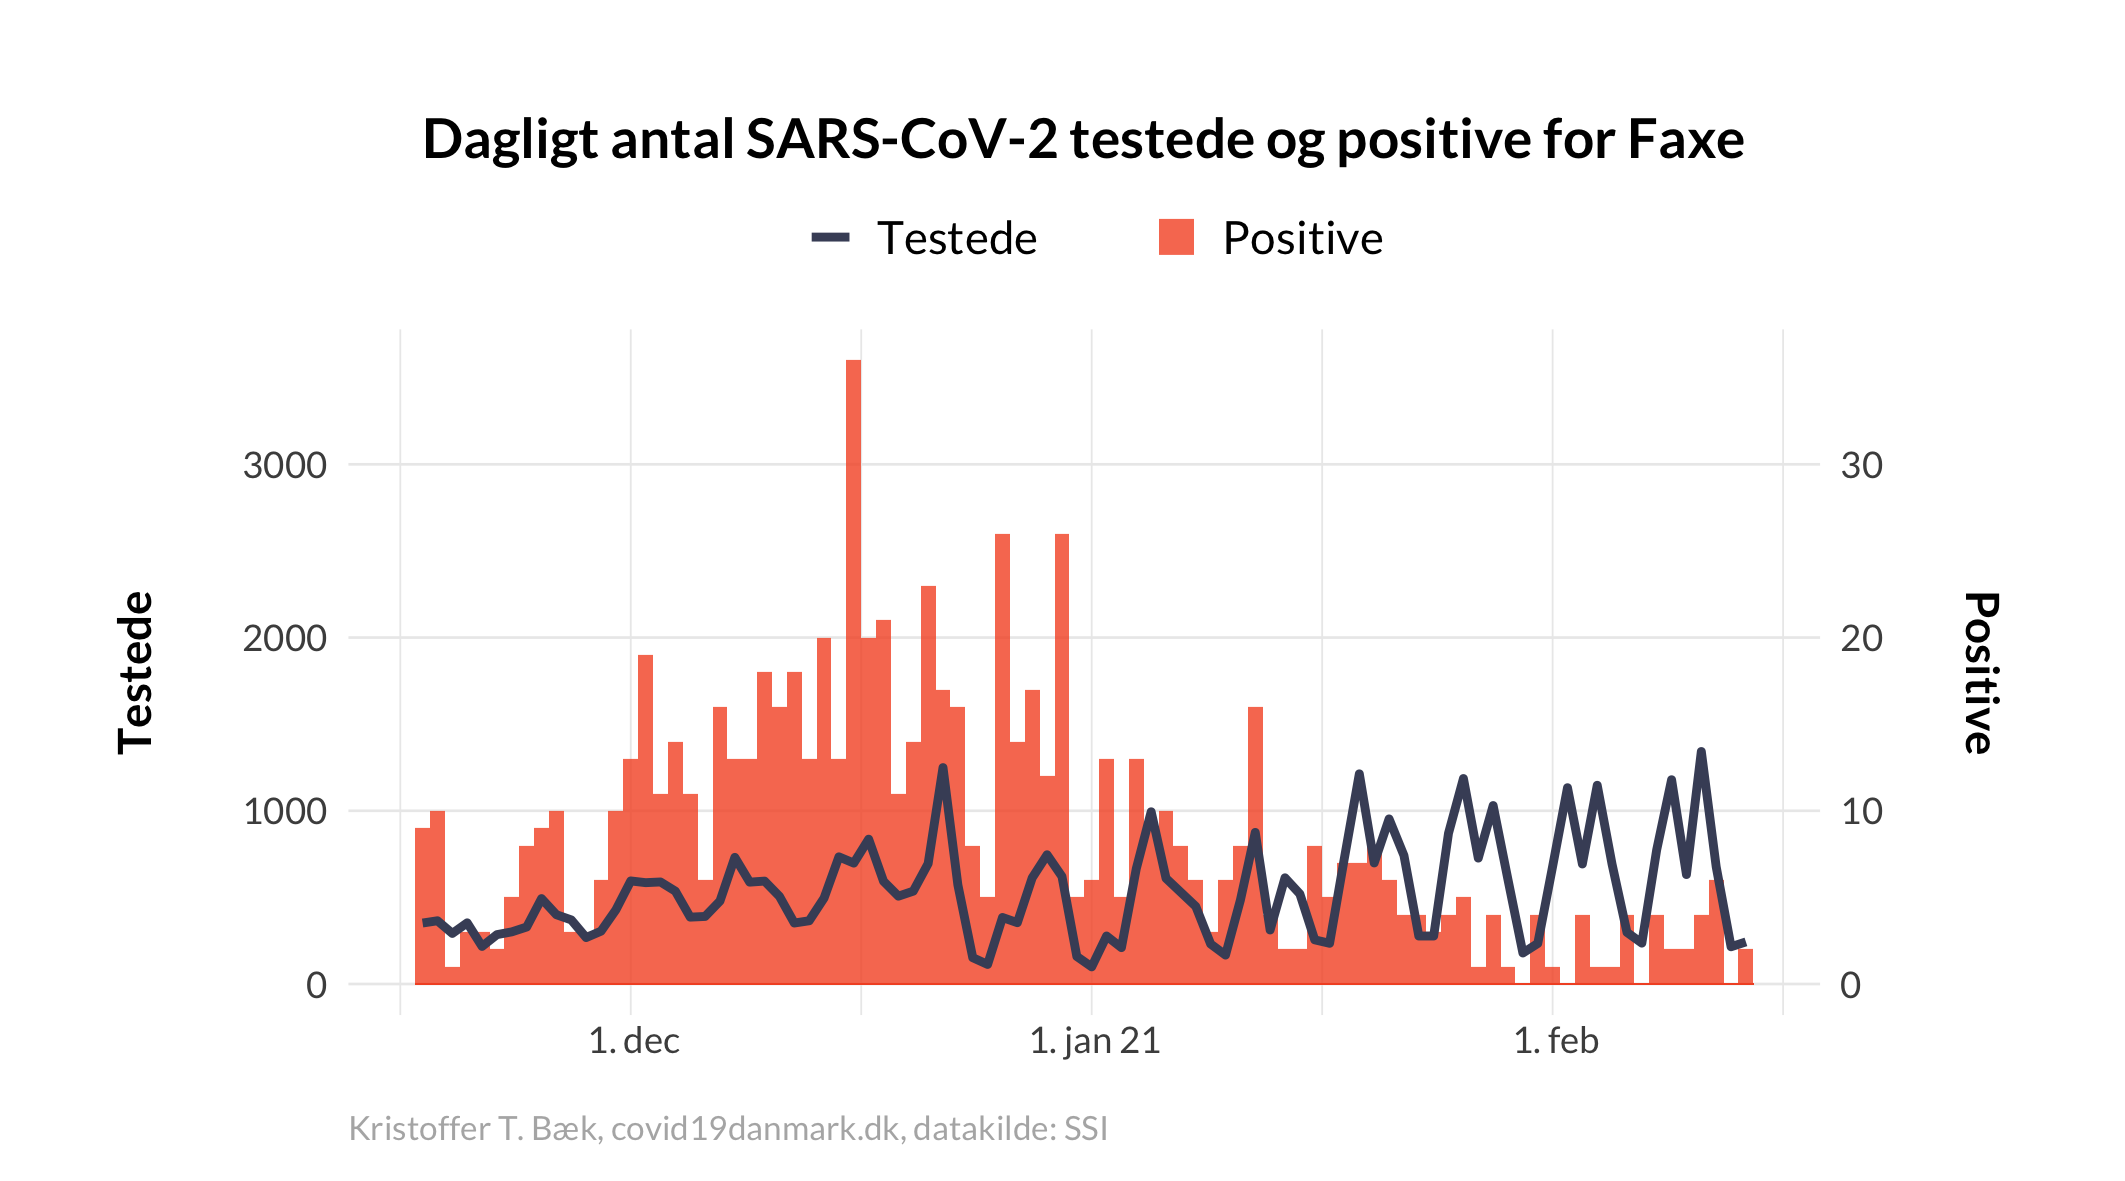 Dagligt antal SARS-CoV-2 testede og positive for Faxe
Testede
Positive
3000
2000
1000
0
Testede
30
20
10
0
Positive
1. dec
1. jan 21
1. feb
Kristoffer T. Bæk, covid19danmark.dk, datakilde: SSI